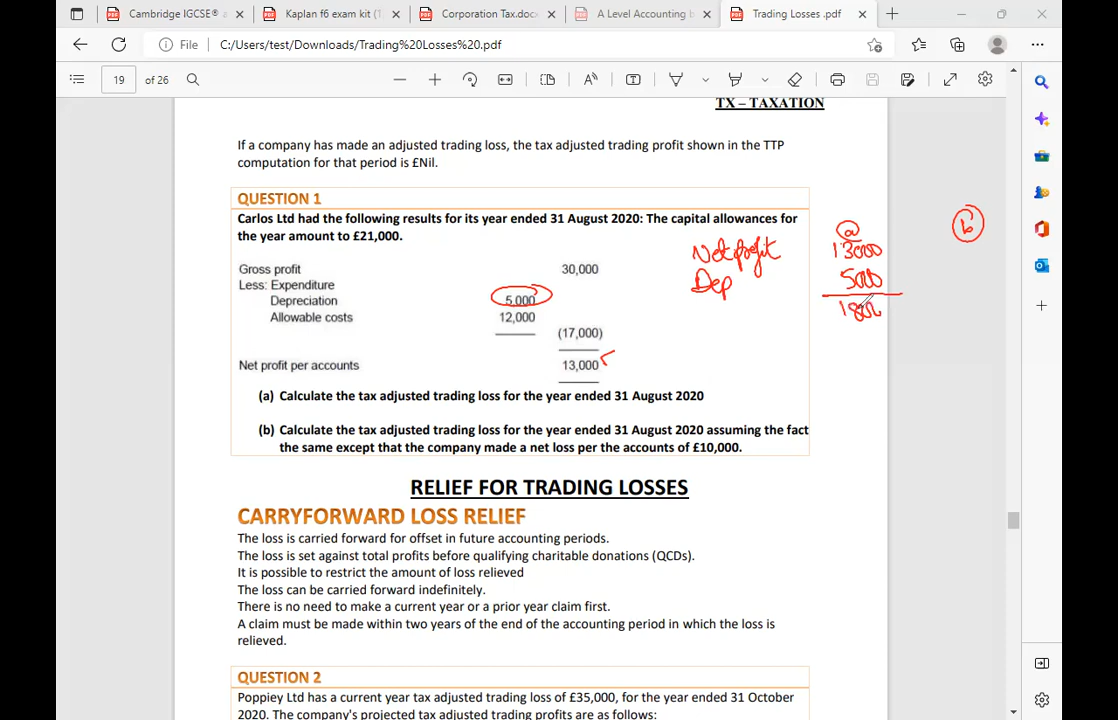 Cambridge IGCSE®
Kaplan f6 exam kit (
Corporation Tax.docx
A Level Accounting
Trading Losses .pdf
File
C:/Users/test/Downloads/Trading%20Losses%20.pdf
19 of 26
TX – TAXATION
If a company has made an adjusted trading loss, the tax adjusted trading profit shown in the TTP
computation for that period is £Nil.
QUESTION 1
Carlos Ltd had the following results for its year ended 31 August 2020: The capital allowances for
the year amount to £21,000.
Gross profit 30,000
Less: Expenditure
Depreciation 5,000
Allowable costs 12,000
(17,000)
Net profit per accounts 13,000
(a) Calculate the tax adjusted trading loss for the year ended 31 August 2020
(b) Calculate the tax adjusted trading loss for the year ended 31 August 2020 assuming the fact
the same except that the company made a net loss per the accounts of £10,000.
a
b
Net profit 13000
Dep 5000
RELIEF FOR TRADING LOSSES
CARRYFORWARD LOSS RELIEF
The loss is carried forward for offset in future accounting periods.
The loss is set against total profits before qualifying charitable donations (QCDs).
It is possible to restrict the amount of loss relieved
The loss can be carried forward indefinitely.
There is no need to make a current year or a prior year claim first.
A claim must be made within two years of the end of the accounting period in which the loss is
relieved.
QUESTION 2
Poppiey Ltd has a current year tax adjusted trading loss of £35,000, for the year ended 31 October
2020. The company's projected tax adjusted trading profits are as follows: